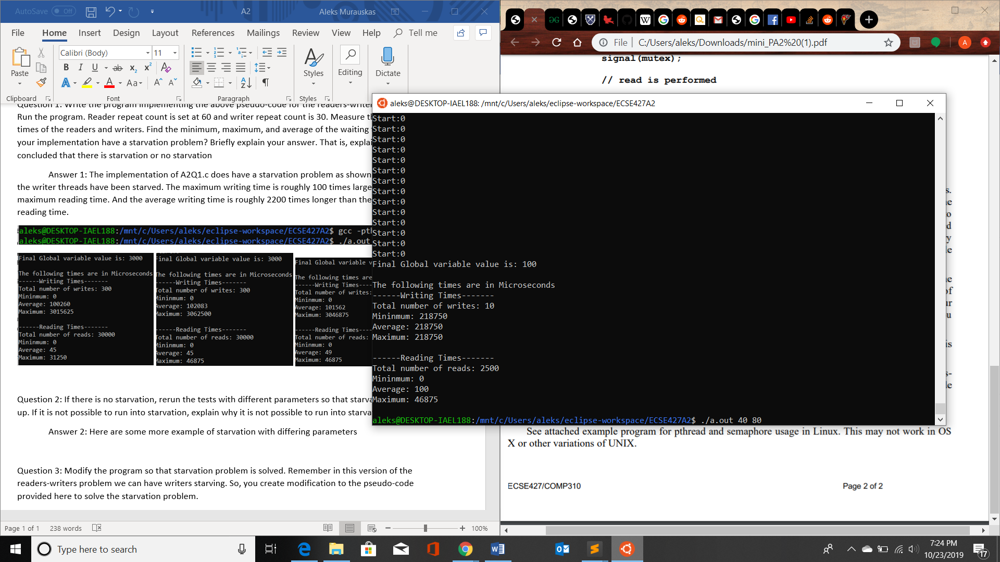 AutoSave Off A2 Aleks Murauskas
File Home Insert Design Layout References Mailings Review View Help Tell me
Calibri (Body) 11
Paste Styles Editing Dictate
Clipboard Font Paragraph Styles
Question 1: Write the program implementing the above pseudo-code for the readers-writer
Run the program. Reader repeat count is set at 60 and writer repeat count is 30. Measure
times of the readers and writers. Find the minimum, maximum, and average of the waiting
your implementation have a starvation problem? Briefly explain your answer. That is,
concluded that there is starvation or no starvation
Answer 1: The implementation of A2Q1.c does have a starvation problem as shown
the writer threads have been starved. The maximum writing time is roughly 100 times large
maximum reading time. And the average writing time is roughly 2200 times longer than the
reading time.
aleks@DESKTOP-IAEL188:/mnt/c/Users/aleks/eclipse-workspace/ECSE427A2$ gcc
aleks@DESKTOP-IAEL188:/mnt/c/Users/aleks/eclipse-workspace/ECSE427A2$ ./a.out
Final Global variable value is: 3000
The following times are in Microseconds
------Writing Times-------
Total number of writes: 300
Mininmum: 0
Average: 100260
Maximum: 3015625
------Reading Times-------
Total number of reads: 30000
Mininmum: 0
Average: 45
Maximum: 31250
Final Global variable value is: 3000
The following times are in Microseconds
------Writing Times-------
Total number of writes: 300
Mininmum: 0
Average: 102083
Maximum: 3062500
------Reading Times-------
Total number of reads: 30000
Mininmum: 0
Average: 45
Maximum: 46875
Final Global variable
The following times are
------Writing Times----
Total number of writes:
Mininmum: 0
Average: 101562
Maximum: 3046875
------Reading Times----
Total number of reads:
Mininmum: 0
Average: 49
Maximum: 46875
Question 2: If there is no starvation, rerun the tests with different parameters so that
up. If it is not possible to run into starvation, explain why it is not possible to run into
Answer 2: Here are some more example of starvation with differing parameters
Question 3: Modify the program so that starvation problem is solved. Remember in this version of the
readers-writers problem we can have writers starving. So, you create modification to the pseudo-code
provided here to solve the starvation problem.
Page 1 of 1 238 words 100%
File C:/Users/aleks/Downloads/mini_PA2%20(1).pdf A
signal(mutex);
// read is performed
aleks@DESKTOP-IAEL188: /mnt/c/Users/aleks/eclipse-workspace/ECSE427A2
Start:0
Start:0
Start:0
Start:0
Start:0
Start:0
Start:0
Start:0
Start:0
Start:0
Start:0
Start:0
Start:0
Start:0
Final Global variable value is: 100
The following times are in Microseconds
------Writing Times-------
Total number of writes: 10
Mininmum: 218750
Average: 218750
Maximum: 218750
------Reading Times-------
Total number of reads: 2500
Mininmum: 0
Average: 100
Maximum: 46875
aleks@DESKTOP-IAEL188:/mnt/c/Users/aleks/eclipse-workspace/ECSE427A2$ ./a.out 40 80
See attached example program for pthread and semaphore usage in Linux. This may not work in OS
X or other variations of UNIX.
ECSE427/COMP310 Page 2 of 2
Type here to search
7:24 PM
10/23/2019
17